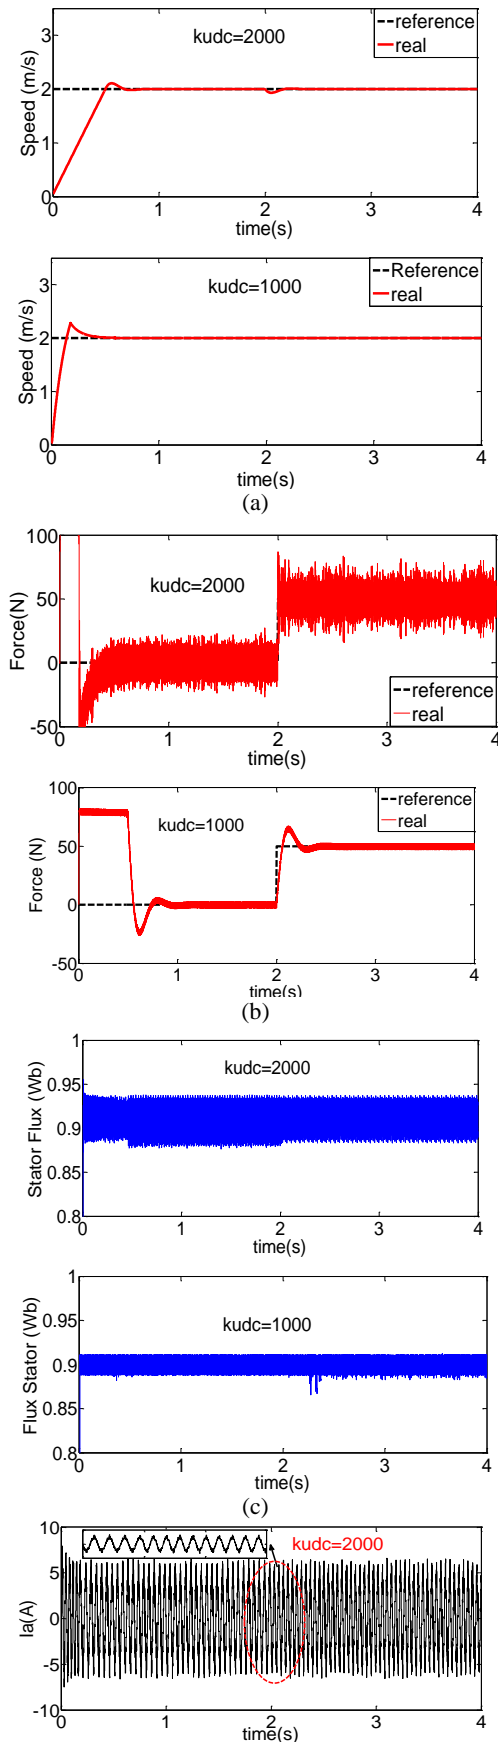 kudc=2000
reference
real
Speed (m/s)
3
2
1
0
0 1 2 3 4
time(s)
kudc=1000
Reference
real
Speed (m/s)
3
2
1
0
0 1 2 3 4
time(s)
(a)
kudc=2000
Force(N)
100
50
0
-50
reference
real
0 1 2 3 4
time(s)
kudc=1000
reference
real
Force (N)
100
50
0
-50
0 1 2 3 4
time(s)
(b)
kudc=2000
Stator Flux (Wb)
1
0.95
0.9
0.85
0.8
0 1 2 3 4
time(s)
kudc=1000
Flux Stator (Wb)
1
0.95
0.9
0.85
0.8
0 1 2 3 4
time(s)
(c)
kudc=2000
Ia(A)
10
5
0
-5
-10
0 1 2 3 4
time(s)